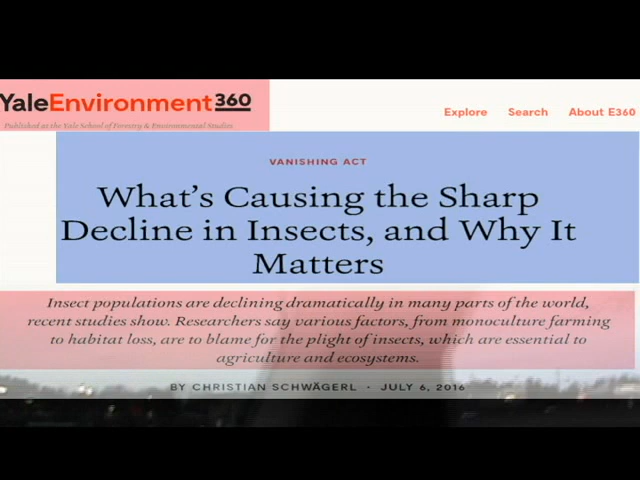 YaleEnvironment360
Published at the Yale School of Forestry & Environmental Studies
Explore Search About E360
VANISHING ACT
What's Causing the Sharp
Decline in Insects, and Why It
Matters
Insect populations are declining dramatically in many parts of the world,
recent studies show. Researchers say various factors, from monoculture farming
to habitat loss, are to blame for the plight of insects, which are essential to
agriculture and ecosystems.
BY CHRISTIAN SCHWÄGERL · JULY 6, 2016